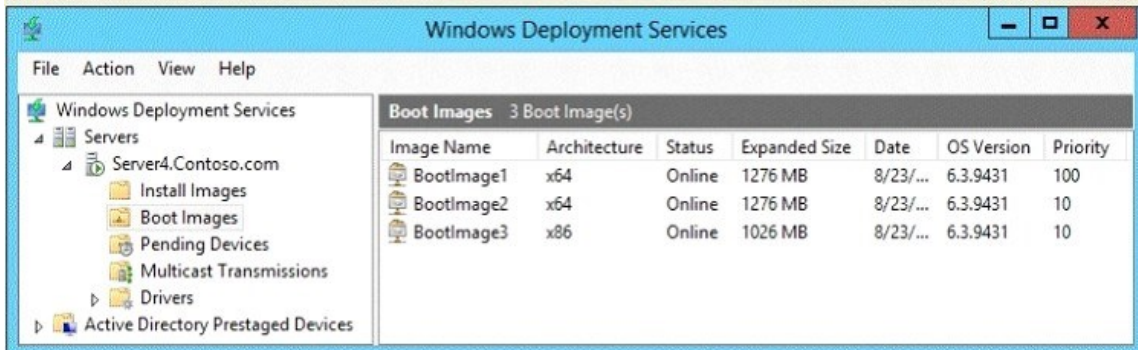 Windows Deployment Services
File Action View Help
Windows Deployment Services
Servers
Server4.Contoso.com
Install Images
Boot Images
Pending Devices
Multicast Transmissions
Drivers
Active Directory Prestaged Devices
Boot Images 3 Boot Image(s)
Image Name Architecture Status Expanded Size Date OS Version Priority
BootImage1 x64 Online 1276 MB 8/23/... 6.3.9431 100
BootImage2 x64 Online 1276 MB 8/23/... 6.3.9431 10
BootImage3 x86 Online 1026 MB 8/23/... 6.3.9431 10